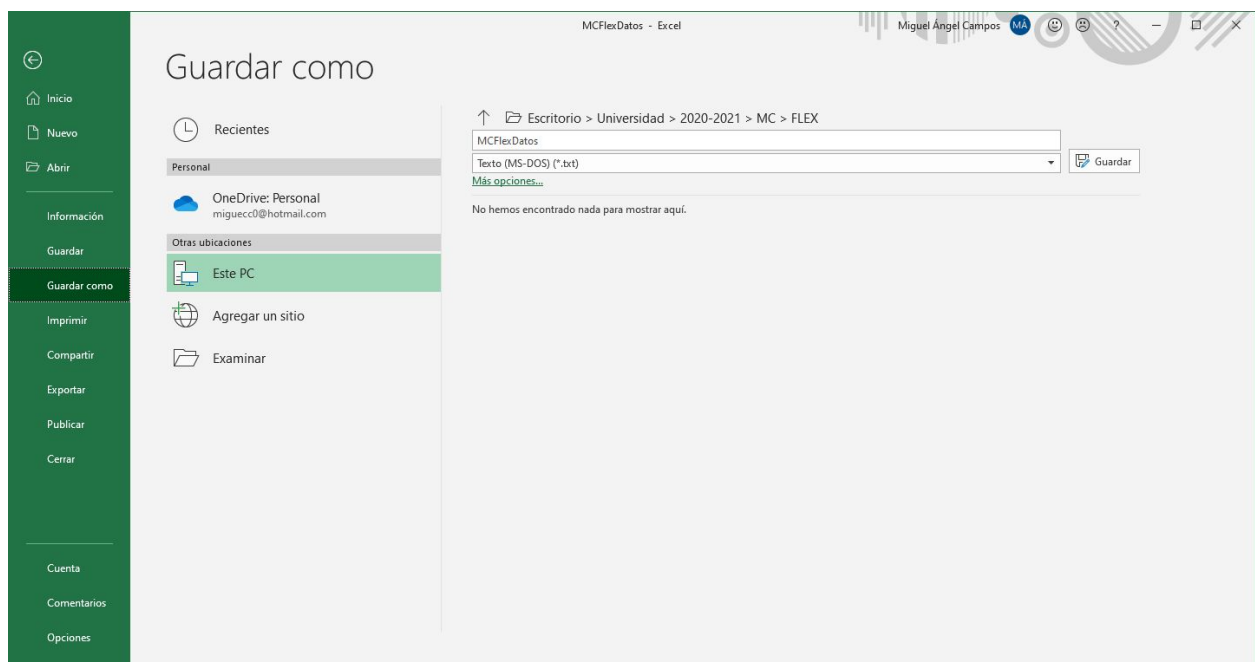 MCFlexDatos - Excel
Miguel Ángel Campos MÁ
?
Guardar como
Inicio
Nuevo
Abrir
Información
Guardar
Guardar como
Imprimir
Compartir
Exportar
Publicar
Cerrar
Cuenta
Comentarios
Opciones
Recientes
Personal
OneDrive: Personal
miguecc0@hotmail.com
Otras ubicaciones
Este PC
Agregar un sitio
Examinar
Escritorio > Universidad > 2020-2021 > MC > FLEX
MCFlexDatos
Texto (MS-DOS) (*.txt)
Guardar
Más opciones...
No hemos encontrado nada para mostrar aquí.